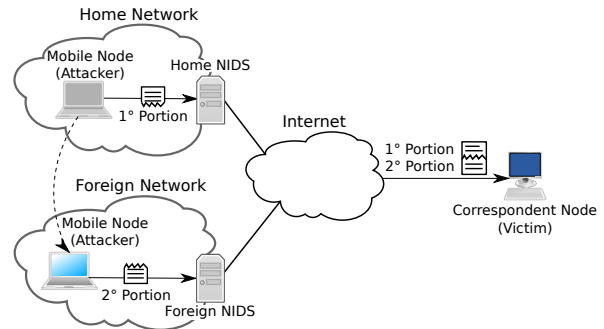 Home Network
Mobile Node
(Attacker)
Home NIDS
1° Portion
Internet
1° Portion
2° Portion
Correspondent Node
(Victim)
Foreign Network
Mobile Node
(Attacker)
2° Portion
Foreign NIDS